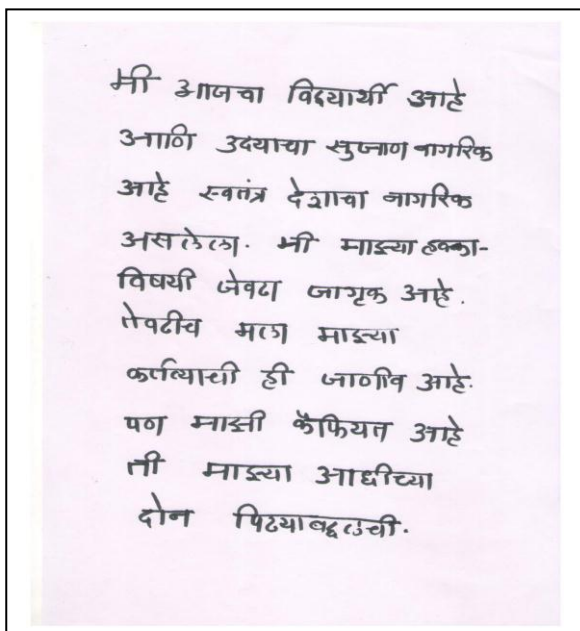 मी आजचा विद्यार्थी आहे
आणि उदयाचा सुजाण नागरिक
आहे स्वतंत्र देशाचा नागरिक
असलेला. मी माझ्या हक्का-
विषयी जेवढा जागृक आहे.
तेवढीच मला माझ्या
कर्तव्याची ही जाणीव आहे.
पण माझी कैफियत आहे
ती माझ्या आधीच्या
दोन पिढ्याबद्दलची.